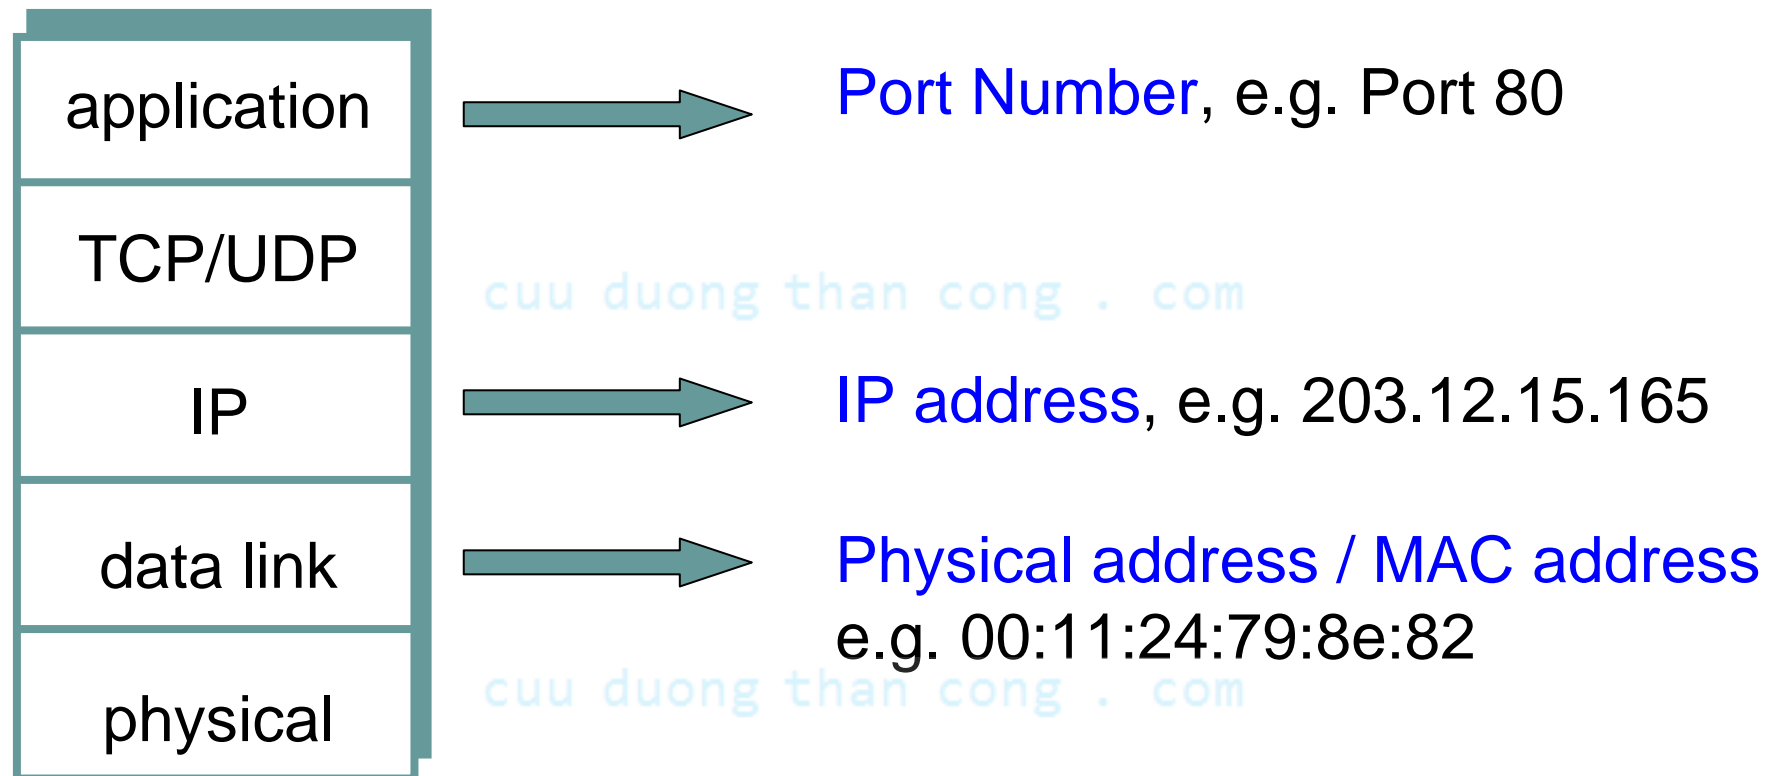 application
Port Number, e.g. Port 80
TCP/UDP
cuu duong than cong . com
IP
IP address, e.g. 203.12.15.165
data link
Physical address / MAC address
e.g. 00:11:24:79:8e:82
cuu duong than cong . com
physical